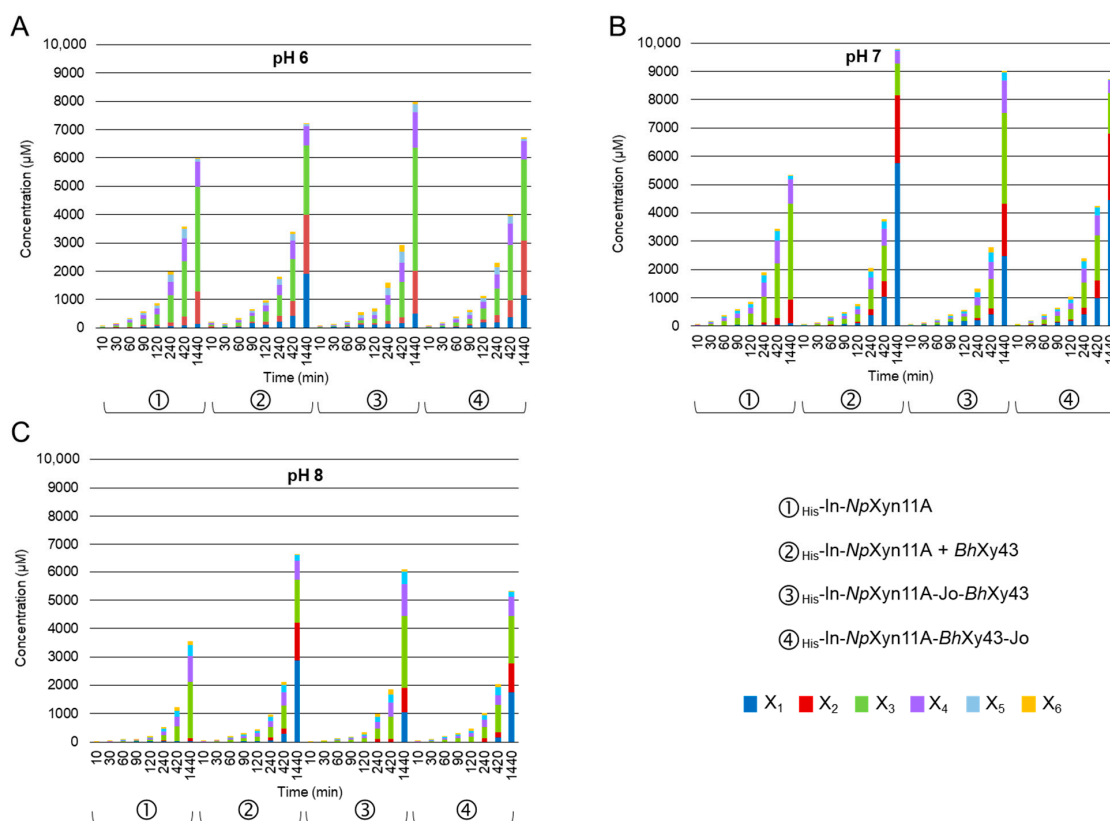 A
pH 6
10,000
9000
8000
7000
6000
5000
4000
3000
2000
1000
0
Concentration (µM)
10 30 60 90 120 240 420 1440 10 30 60 90 120 240 420 1440 10 30 60 90 120 240 420 1440 10 30 60 90 120 240 420 1440
Time (min)
① ② ③ ④
B
pH 7
10,000
9000
8000
7000
6000
5000
4000
3000
2000
1000
0
Concentration (µM)
10 30 60 90 120 240 420 1440 10 30 60 90 120 240 420 1440 10 30 60 90 120 240 420 1440 10 30 60 90 120 240 420 1440
Time (min)
① ② ③ ④
C
pH 8
10,000
9000
8000
7000
6000
5000
4000
3000
2000
1000
0
Concentration (µM)
10 30 60 90 120 240 420 1440 10 30 60 90 120 240 420 1440 10 30 60 90 120 240 420 1440 10 30 60 90 120 240 420 1440
Time (min)
① ② ③ ④
① His-In-NpXyn11A
② His-In-NpXyn11A + BhXy43
③ His-In-NpXyn11A-Jo-BhXy43
④ His-In-NpXyn11A-BhXy43-Jo
X1 X2 X3 X4 X5 X6